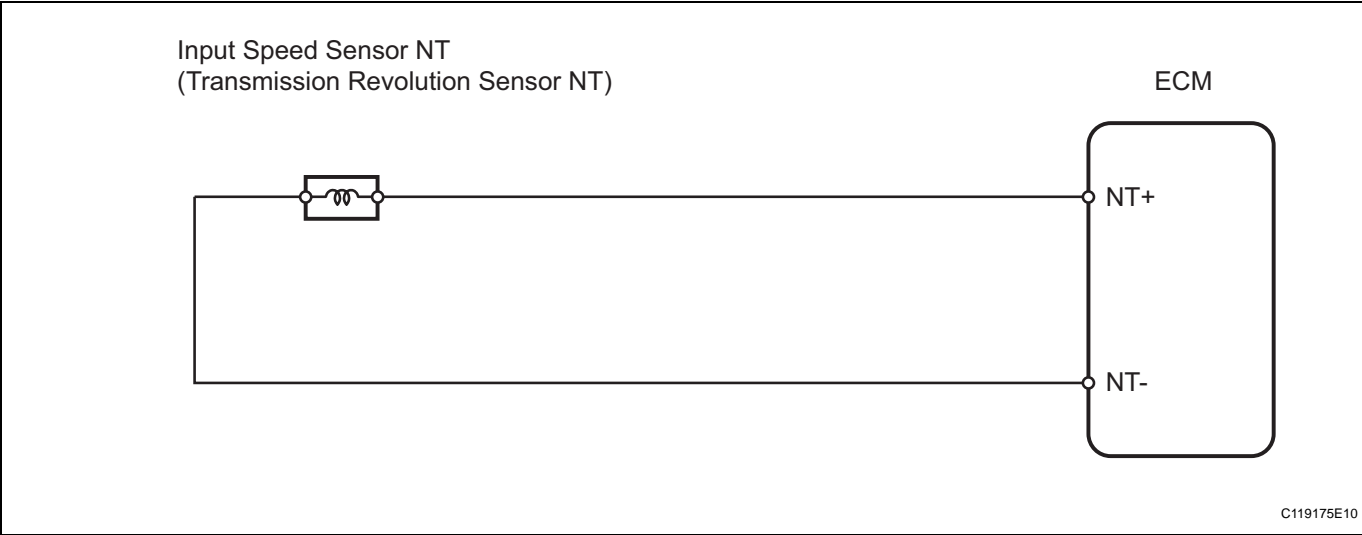 Input Speed Sensor NT
(Transmission Revolution Sensor NT)
ECM
NT+
NT-
C119175E10